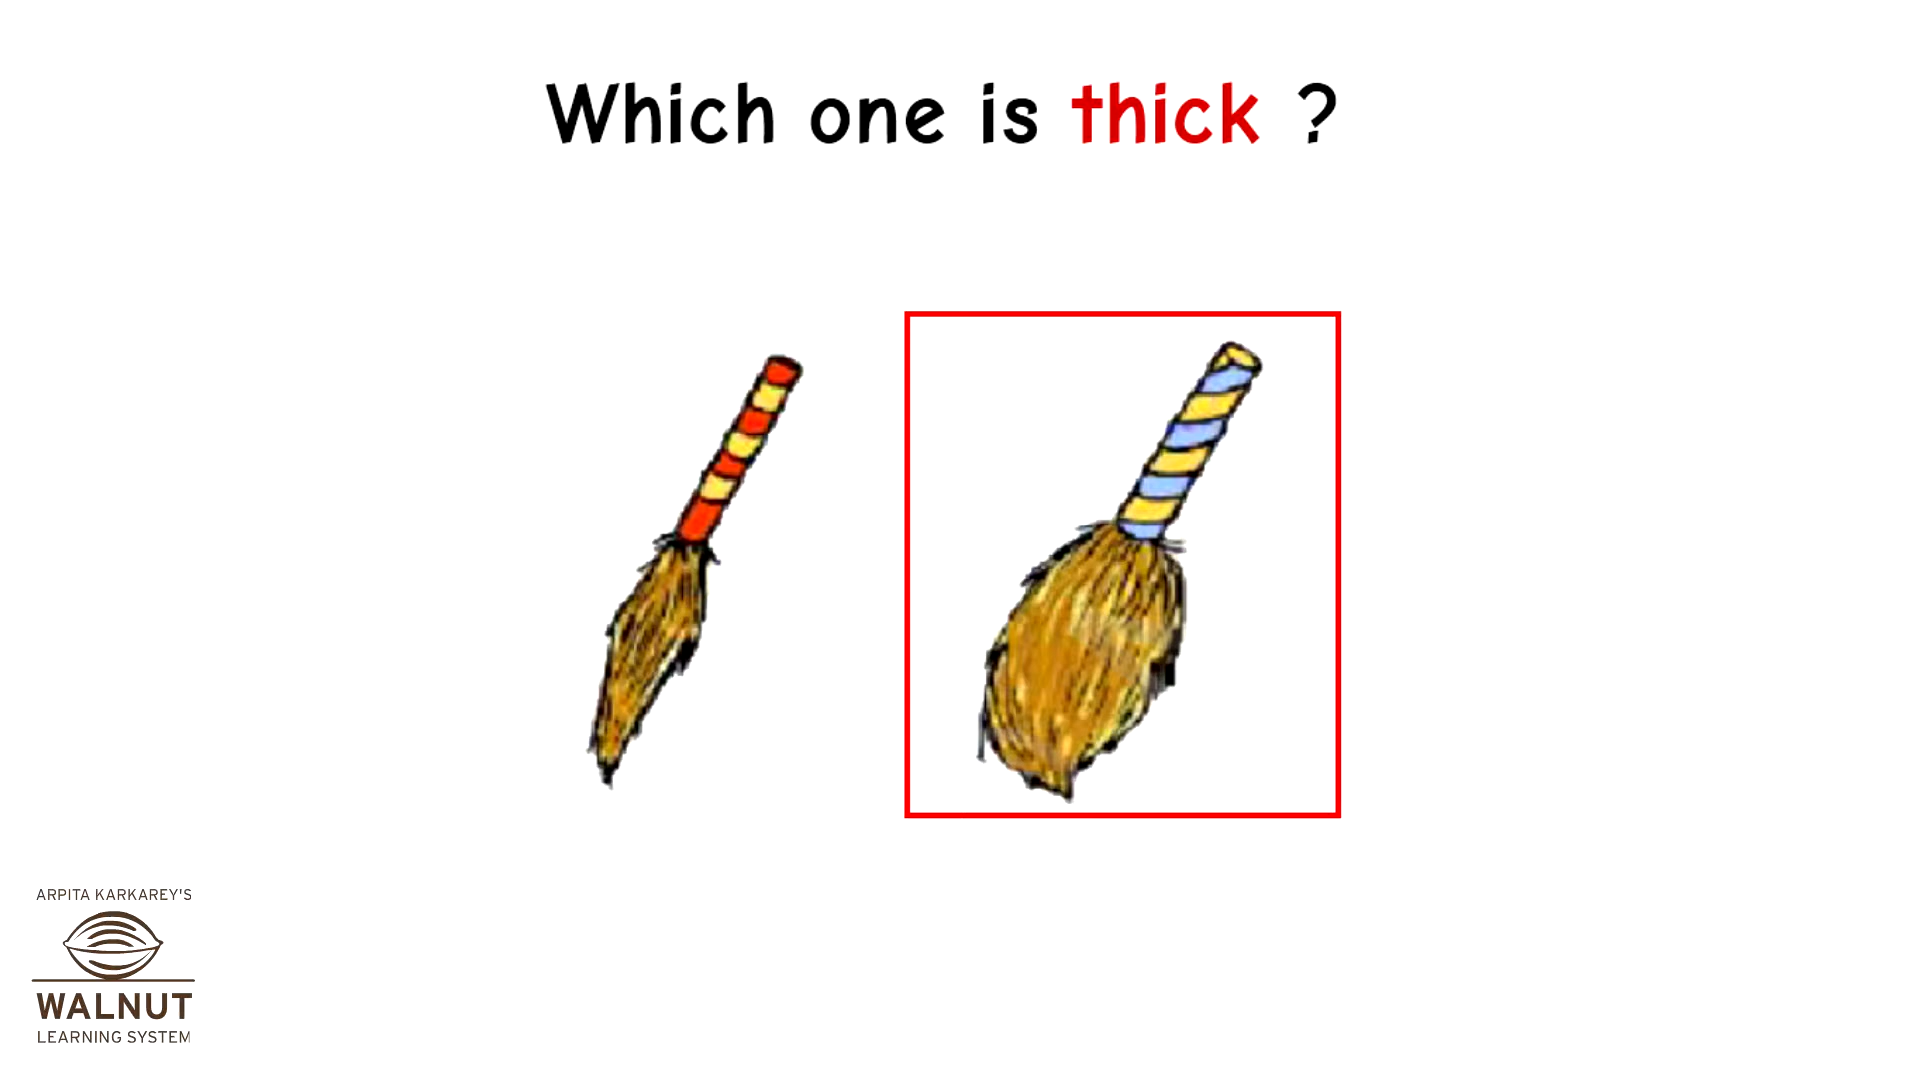 Which one is thick ?
ARPITA KARKAREY'S
WALNUT
LEARNING SYSTEM